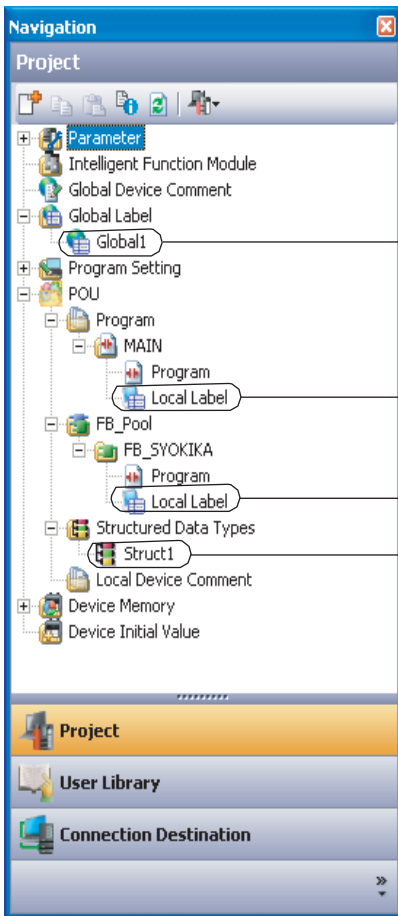 Navigation
Project
Parameter
Intelligent Function Module
Global Device Comment
Global Label
Global1
Program Setting
POU
Program
MAIN
Program
Local Label
FB_Pool
FB_SYOKIKA
Program
Local Label
Structured Data Types
Struct1
Local Device Comment
Device Memory
Device Initial Value
Project
User Library
Connection Destination